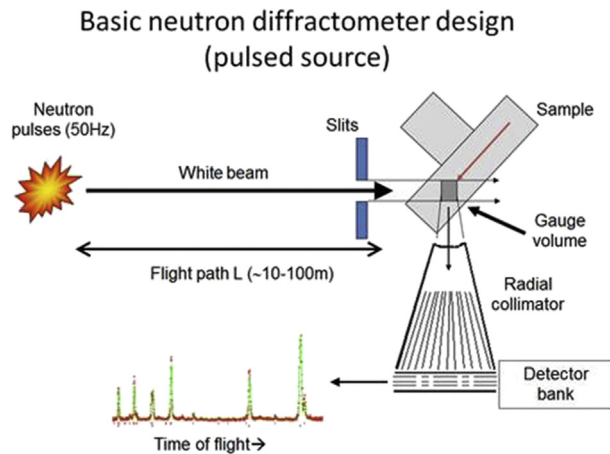 Basic neutron diffractometer design
(pulsed source)
Neutron
pulses (50Hz)
White beam
Slits
Sample
Gauge
volume
Flight path L (~10-100m)
Radial
collimator
Detector
bank
Time of flight→